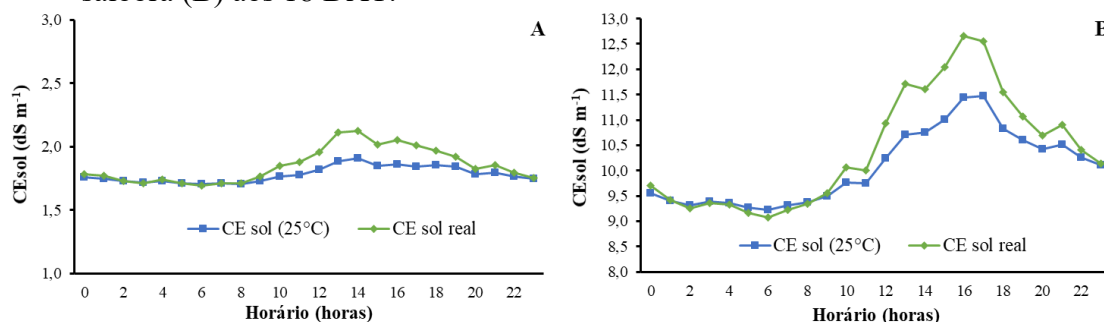 (B) aos
A
CEsol (dS m⁻¹)
3,0
2,5
2,0
1,5
1,0
CE sol (25°C)
CE sol real
0 2 4 6 8 10 12 14 16 18 20 22
Horário (horas)
B
CEsol (dS m⁻¹)
13,0
12,5
12,0
11,5
11,0
10,5
10,0
9,5
9,0
8,5
8,0
CE sol (25°C)
CE sol real
0 2 4 6 8 10 12 14 16 18 20 22
Horário (horas)